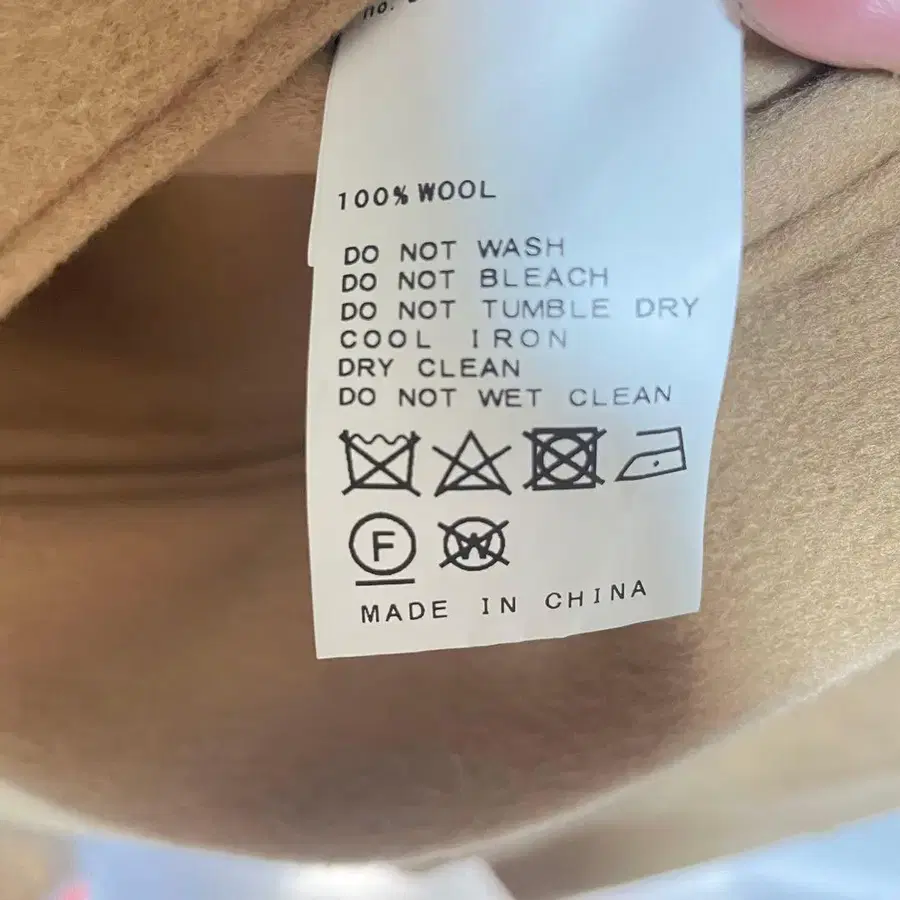 no.
100% WOOL
DO NOT WASH
DO NOT BLEACH
DO NOT TUMBLE DRY
COOL IRON
DRY CLEAN
DO NOT WET CLEAN
F W
MADE IN CHINA